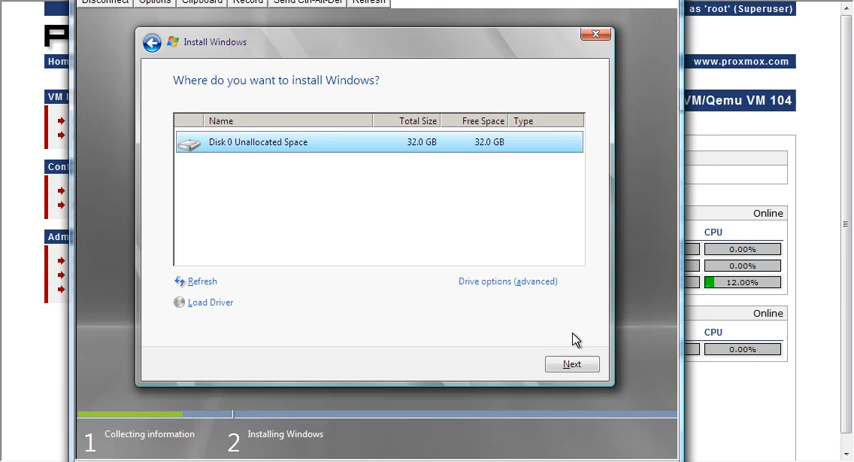 Disconnect Options Clipboard Record Send Ctrl-Alt-Del Refresh
as 'root' (Superuser)
Install Windows
www.proxmox.com
Where do you want to install Windows?
VM/Qemu VM 104
Name Total Size Free Space Type
Disk 0 Unallocated Space 32.0 GB 32.0 GB
Online
CPU
0.00%
0.00%
12.00%
Refresh Drive options (advanced)
Load Driver
Online
CPU
0.00%
Next
1 Collecting information 2 Installing Windows